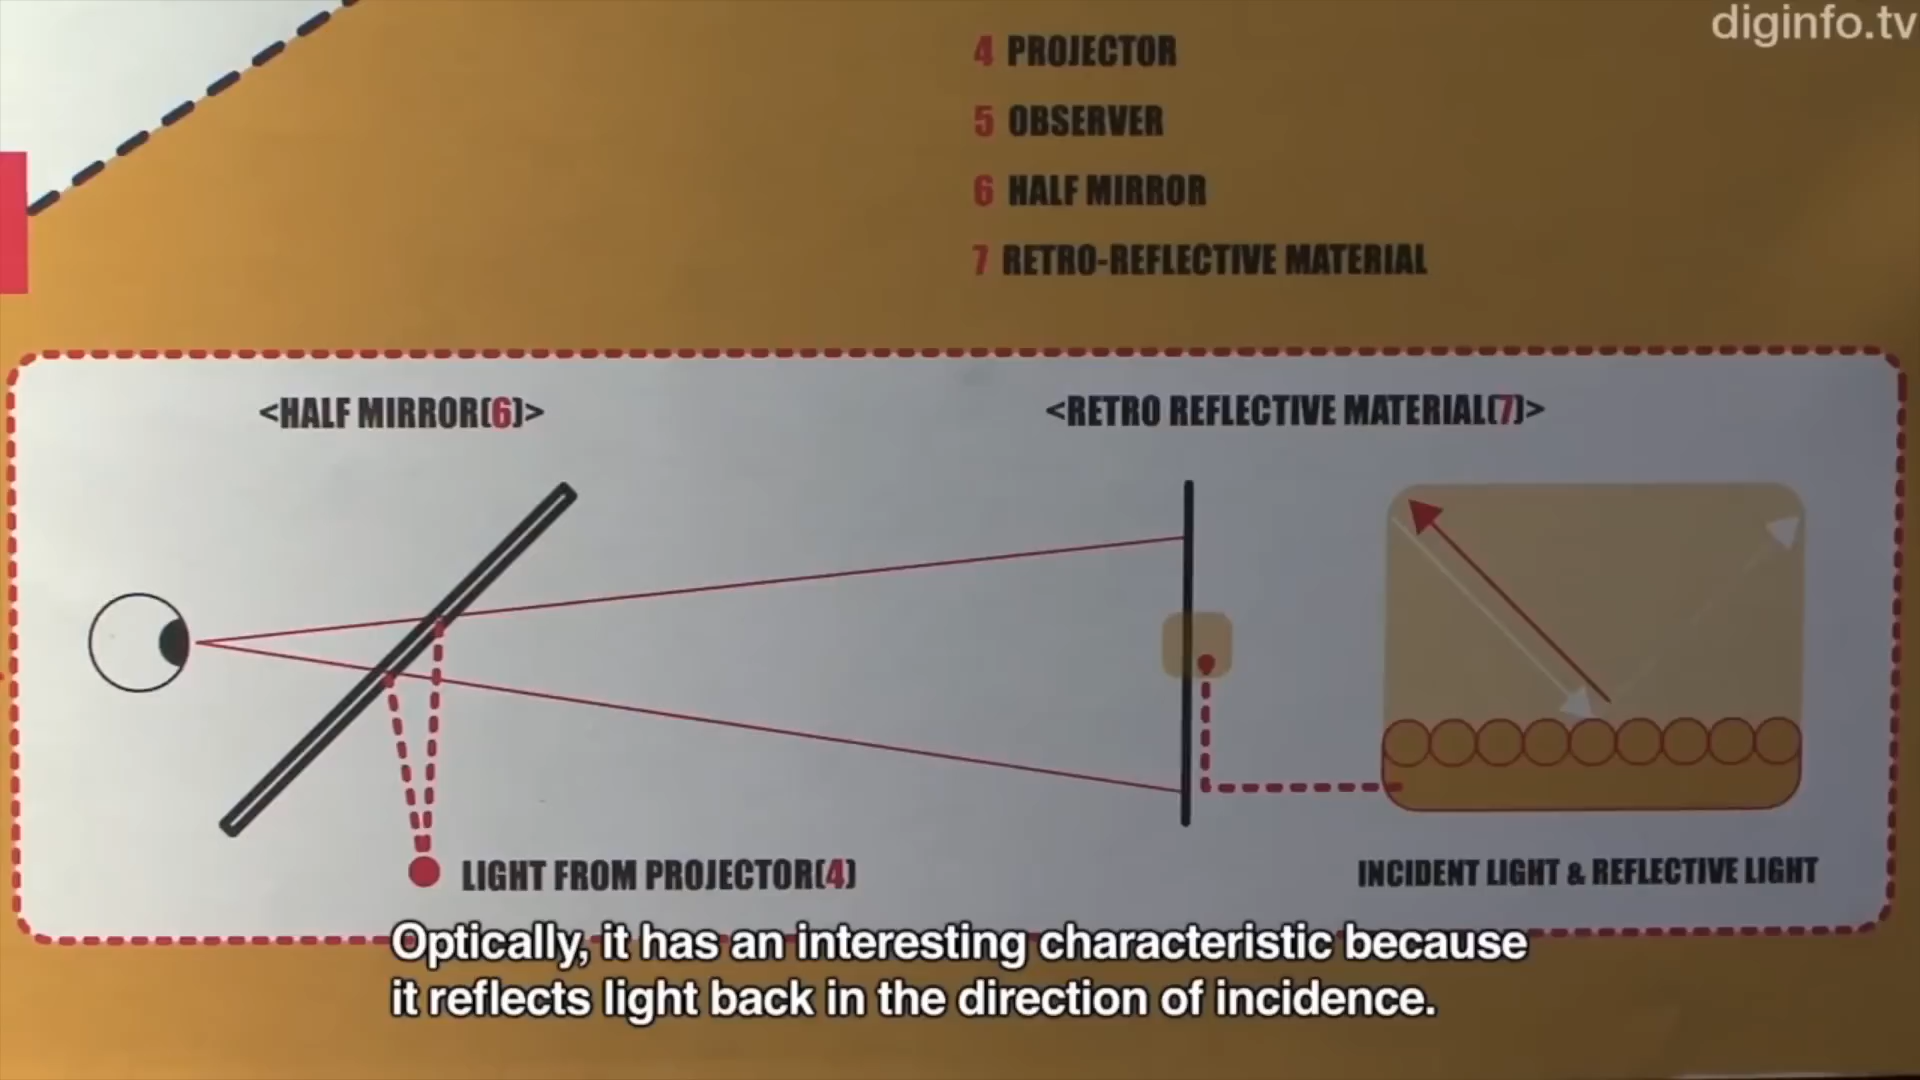 diginfo.tv
4 PROJECTOR
5 OBSERVER
6 HALF MIRROR
7 RETRO-REFLECTIVE MATERIAL
<HALF MIRROR(6)>
<RETRO REFLECTIVE MATERIAL(7)>
LIGHT FROM PROJECTOR(4)
INCIDENT LIGHT & REFLECTIVE LIGHT
Optically, it has an interesting characteristic because
it reflects light back in the direction of incidence.